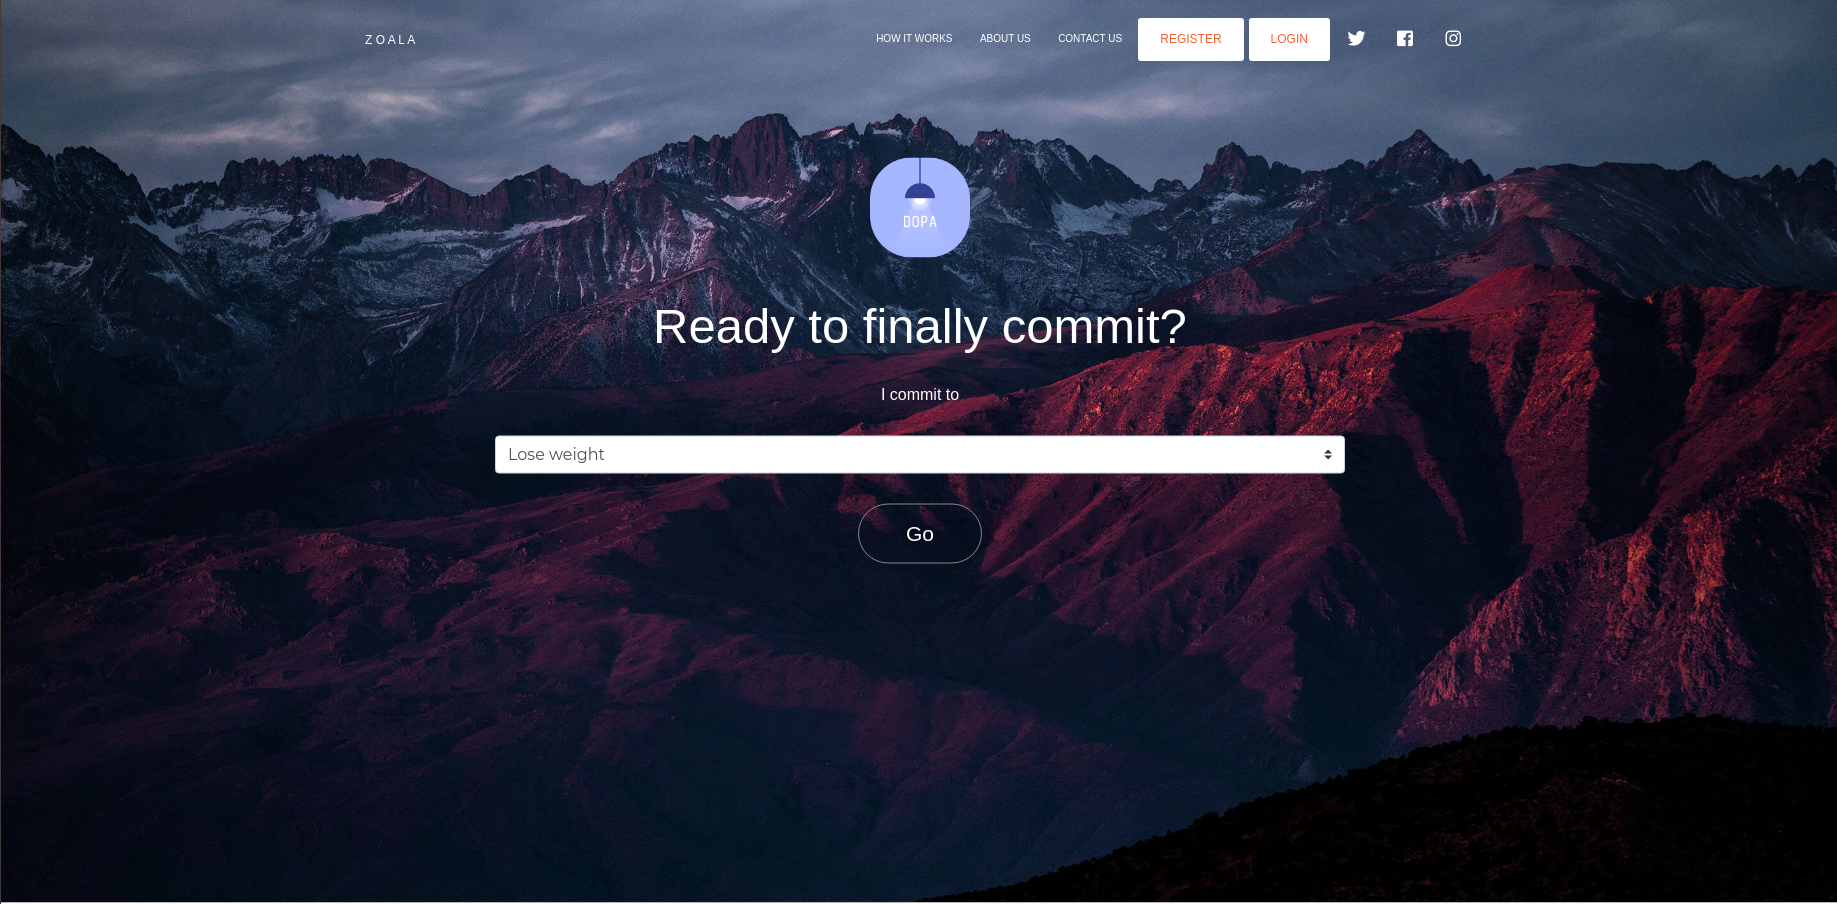 ZOALA
HOW IT WORKS
ABOUT US
CONTACT US
REGISTER
LOGIN
DOPA
Ready to finally commit?
I commit to
Lose weight
Go